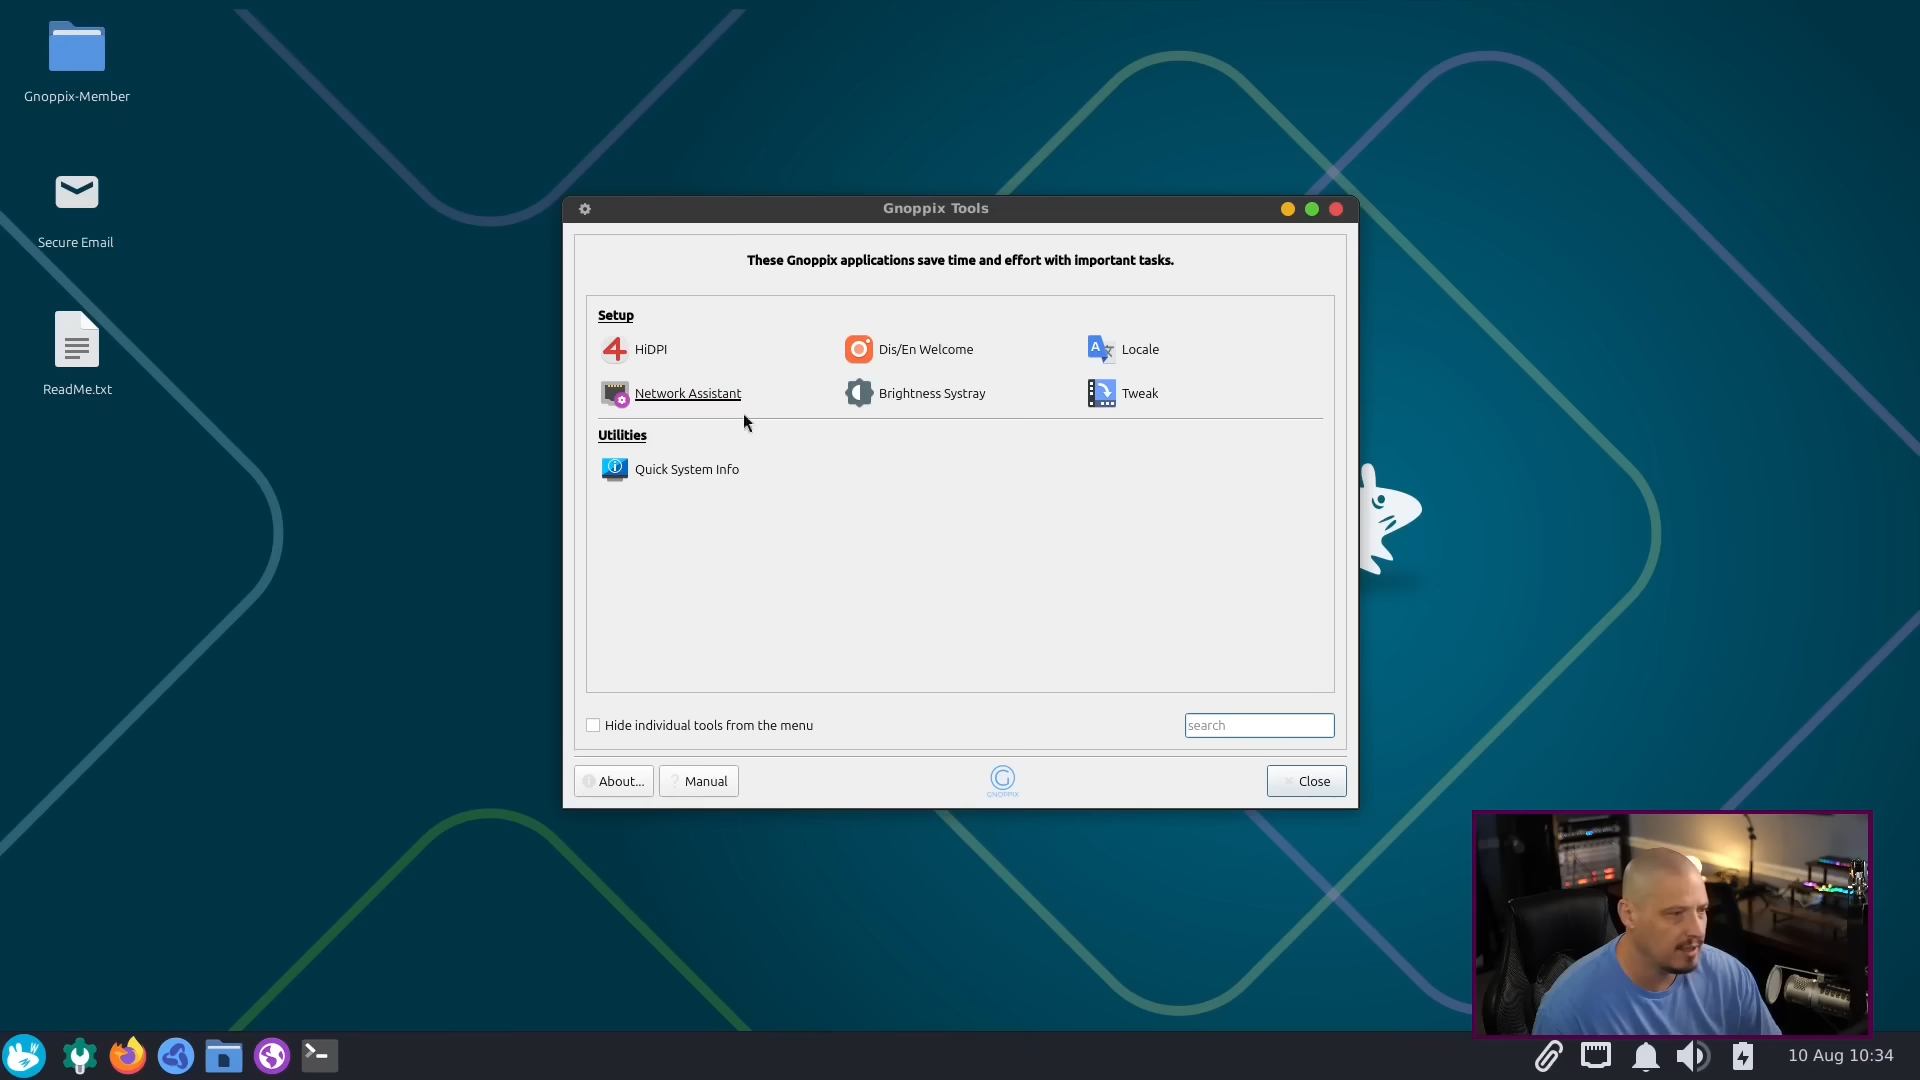 Gnoppix-Member
Secure Email
ReadMe.txt
Gnoppix Tools
These Gnoppix applications save time and effort with important tasks.
Setup
HiDPI
Dis/En Welcome
Locale
Network Assistant
Brightness Systray
Tweak
Utilities
Quick System Info
Hide individual tools from the menu
search
About...
? Manual
GNOPPIX
Close
10 Aug 10:34